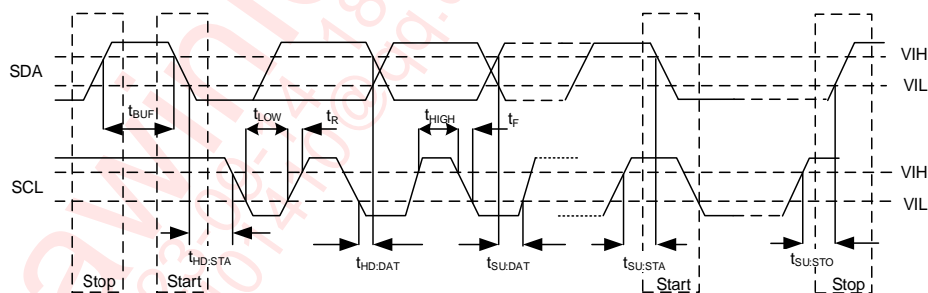 SDA
VIH
VIL
tBUF
tLOW
tR
tHIGH
tF
SCL
VIH
VIL
tHD:STA
tHD:DAT
tSU:DAT
tSU:STA
tSU:STO
Stop
Start
Start
Stop